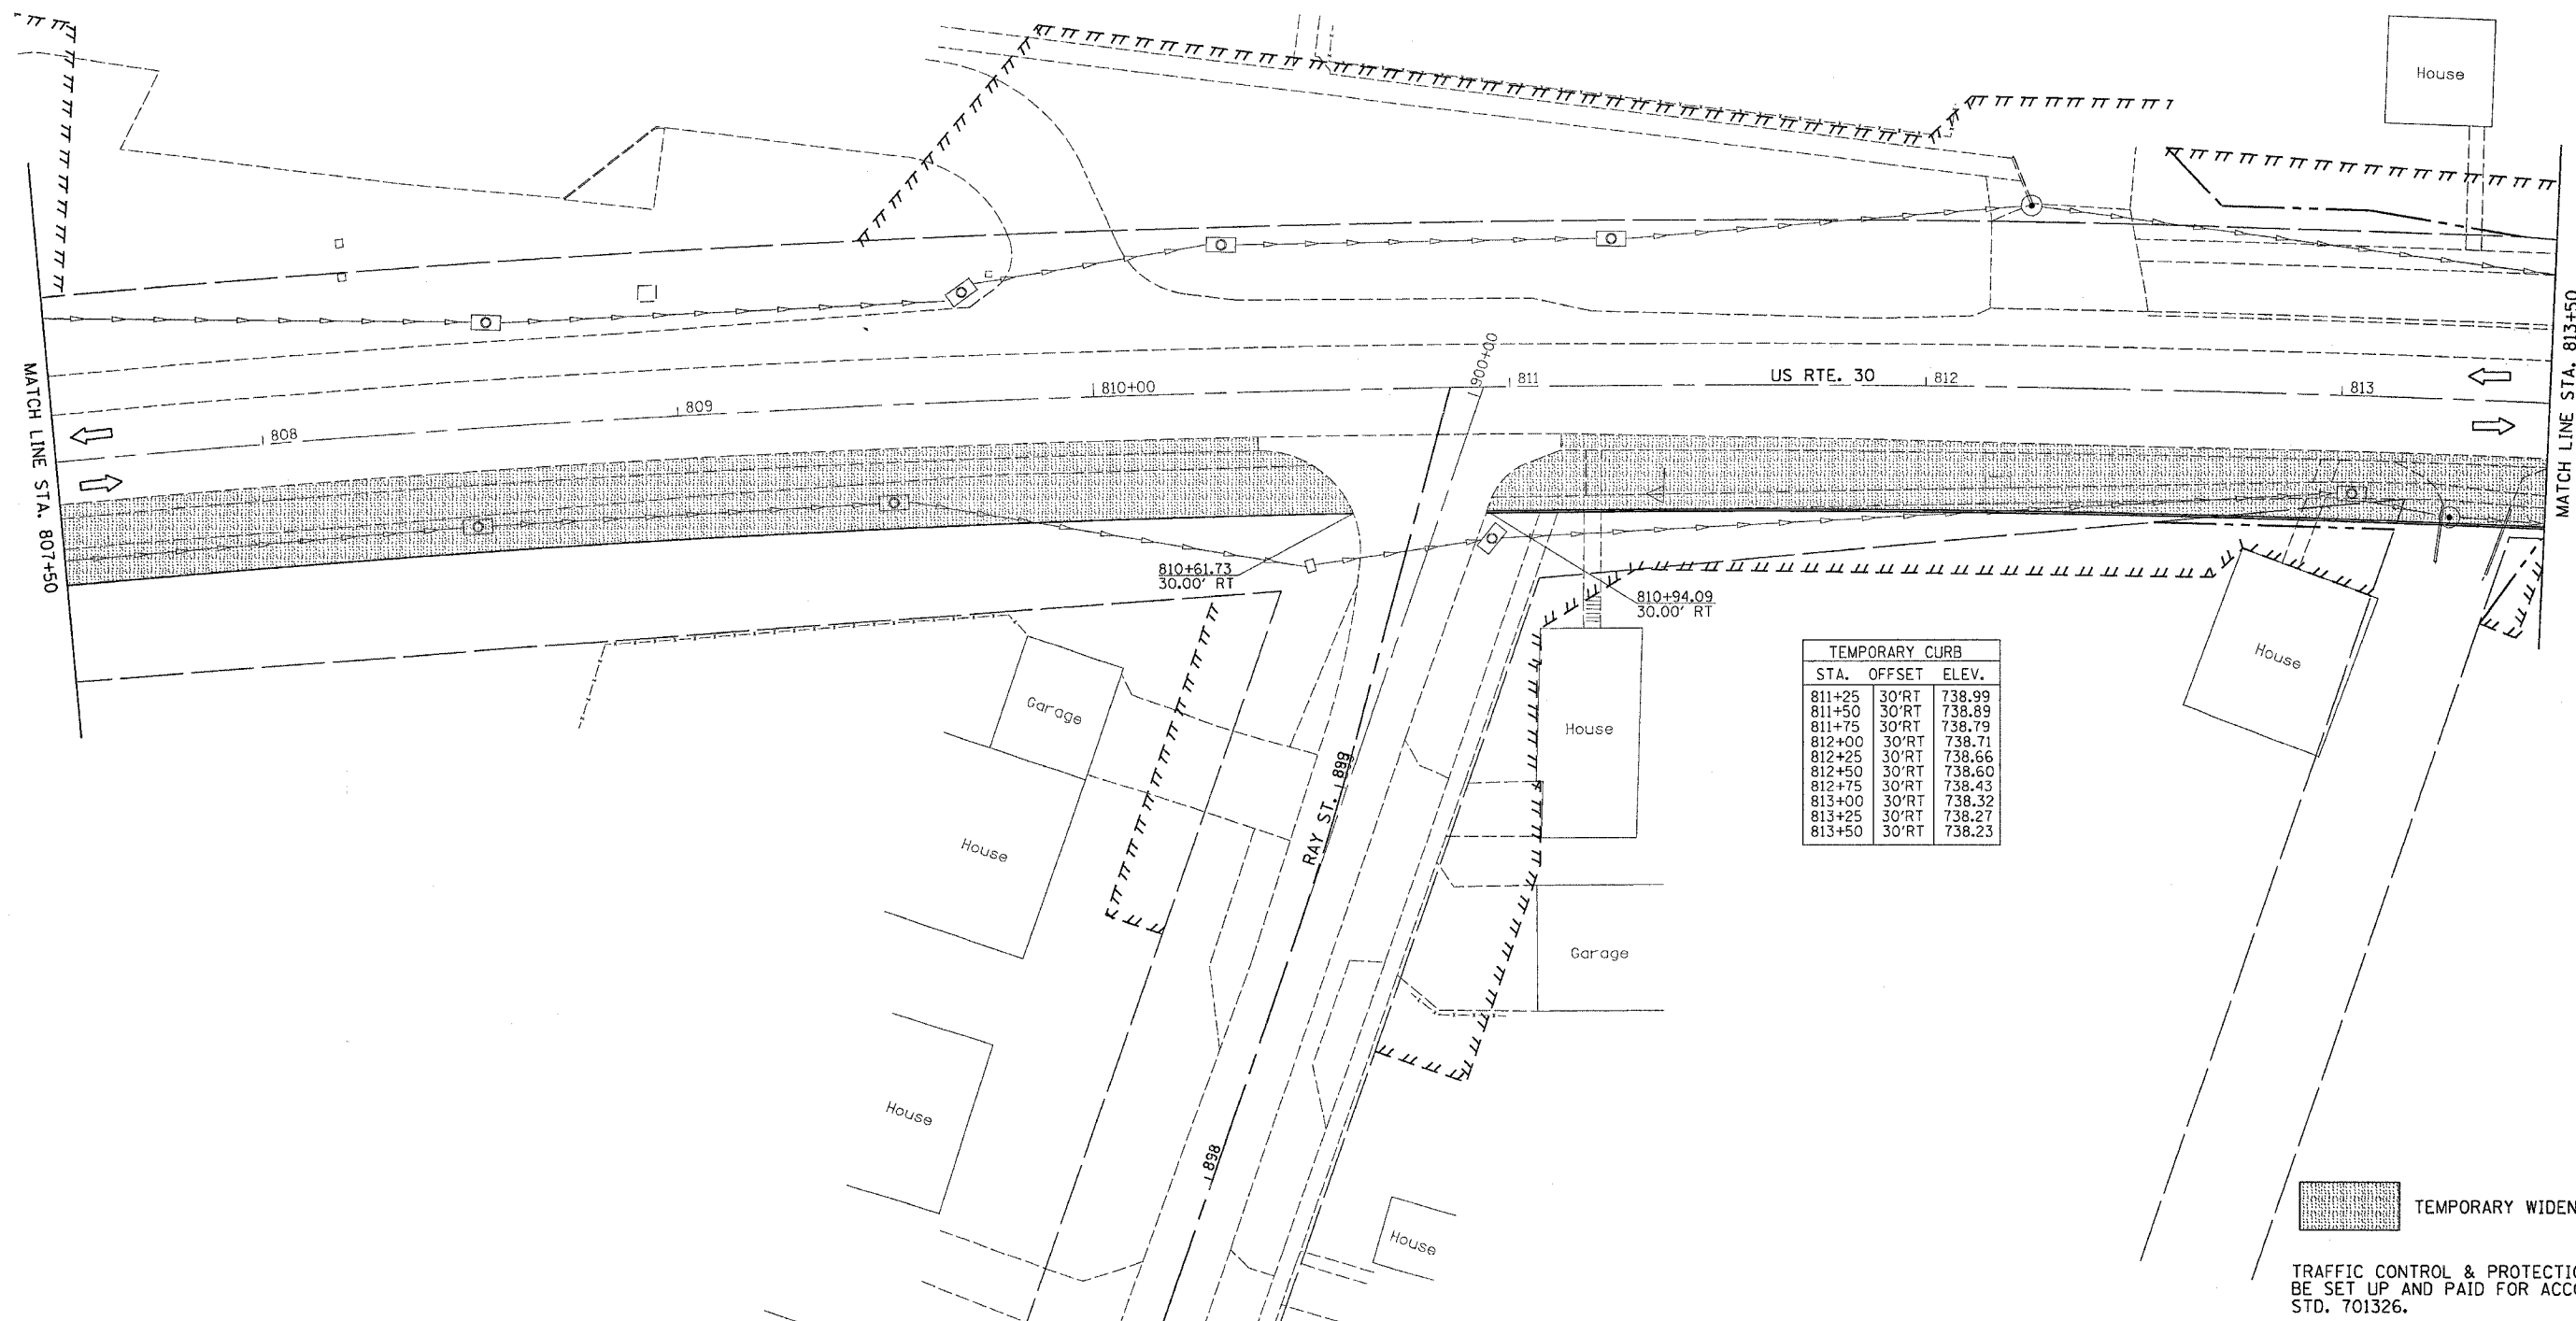 House
MATCH LINE STA. 807+50
MATCH LINE STA. 813+50
808
809
810+00
900+00
811
US RTE. 30
812
813
810+61.73
30.00' RT
810+94.09
30.00' RT
Garage
House
House
House
RAY ST.
899
House
Garage
898
House
House
TEMPORARY CURB
STA. OFFSET ELEV.
811+25 30'RT 738.99
811+50 30'RT 738.89
811+75 30'RT 738.79
812+00 30'RT 738.71
812+25 30'RT 738.66
812+50 30'RT 738.60
812+75 30'RT 738.43
813+00 30'RT 738.32
813+25 30'RT 738.27
813+50 30'RT 738.23
TEMPORARY WIDEN
TRAFFIC CONTROL & PROTECTI
BE SET UP AND PAID FOR ACC
STD. 701326.